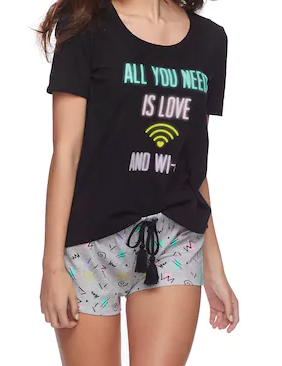 ALL YOU NEED
IS LOVE
AND WI-